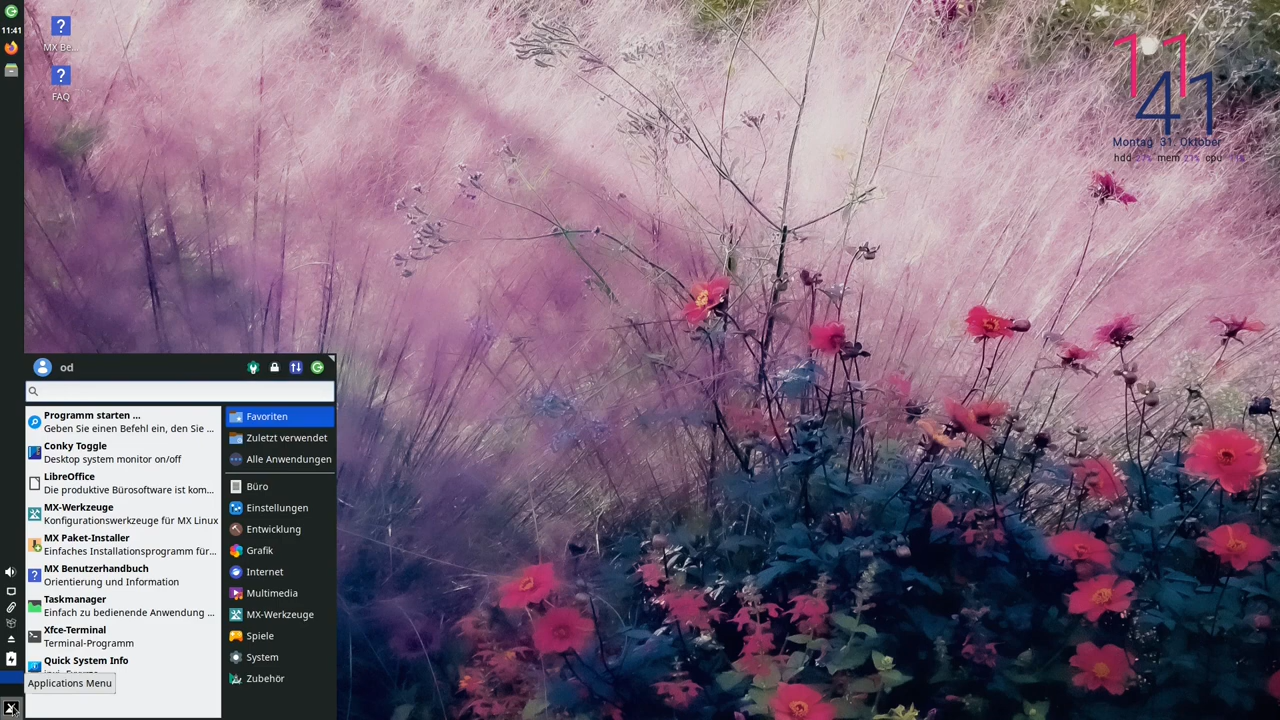 11:41
MX Be...
FAQ
11
41
Montag 31. Oktober
hdd 27% mem 21% cpu
od
Programm starten ...
Geben Sie einen Befehl ein, den Sie ...
Conky Toggle
Desktop system monitor on/off
LibreOffice
Die produktive Bürosoftware ist kom...
MX-Werkzeuge
Konfigurationswerkzeuge für MX Linux
MX Paket-Installer
Einfaches Installationsprogramm für...
MX Benutzerhandbuch
Orientierung und Information
Taskmanager
Einfach zu bedienende Anwendung ...
Xfce-Terminal
Terminal-Programm
Quick System Info
Applications Menu
Favoriten
Zuletzt verwendet
Alle Anwendungen
Büro
Einstellungen
Entwicklung
Grafik
Internet
Multimedia
MX-Werkzeuge
Spiele
System
Zubehör